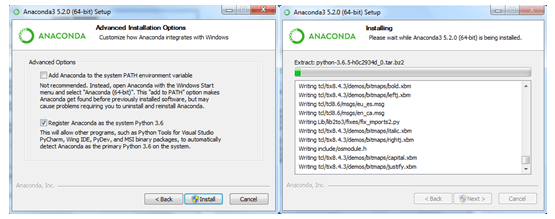 Anaconda3 5.2.0 (64-bit) Setup
Advanced Installation Options
Customize how Anaconda integrates with Windows
ANACONDA
Advanced Options
Add Anaconda to the system PATH environment variable
Not recommended. Instead, open Anaconda with the Windows Start
menu and select "Anaconda (64-bit)". This "add to PATH" option makes
Anaconda get found before previously installed software, but may
cause problems requiring you to uninstall and reinstall Anaconda.
Register Anaconda as the system Python 3.6
This will allow other programs, such as Python Tools for Visual Studio
PyCharm, Wing IDE, PyDev, and MSI binary packages, to automatically
detect Anaconda as the primary Python 3.6 on the system.
Anaconda, Inc.
< Back
Install
Cancel
Anaconda3 5.2.0 (64-bit) Setup
Installing
Please wait while Anaconda3 5.2.0 (64-bit) is being installed.
ANACONDA
Extract: python-3.6.5-h0c2934d_0.tar.bz2
Writing tcl/tix8.4.3/demos/bitmaps/bold.xbm
Writing tcl/tix8.4.3/demos/bitmaps/leftj.xbm
Writing tcl/tcl8.6/msgs/eu_es.msg
Writing tcl/tcl8.6/msgs/en_ca.msg
Writing Lib/lib2to3/fixes/fix_imports2.py
Writing tcl/tix8.4.3/demos/bitmaps/italic.xbm
Writing tcl/tix8.4.3/demos/bitmaps/rightj.xbm
Writing include/osmodule.h
Writing tcl/tix8.4.3/demos/bitmaps/capital.xbm
Writing tcl/tix8.4.3/demos/bitmaps/justify.xbm
Anaconda, Inc.
< Back
Next >
Cancel